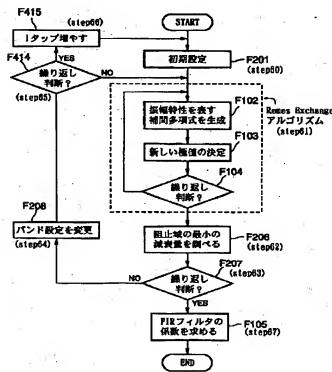 F415
(step66)
START
1タップ増やす
F414
YES
F201
初期設定
(step60)
繰り返し
判断?
NO
(step65)
F102
Remes Exchange
アルゴリズム
(step61)
振幅特性を表す
補間多項式を生成
F103
新しい極値の決定
F104
繰り返し
判断?
F208
F206
バンド設定を変更
阻止域の最小の
減衰量を調べる
(step64)
(step62)
F207
(step63)
NO
繰り返し
判断?
YES
F105
FIRフィルタの
係数を求める
(step67)
END